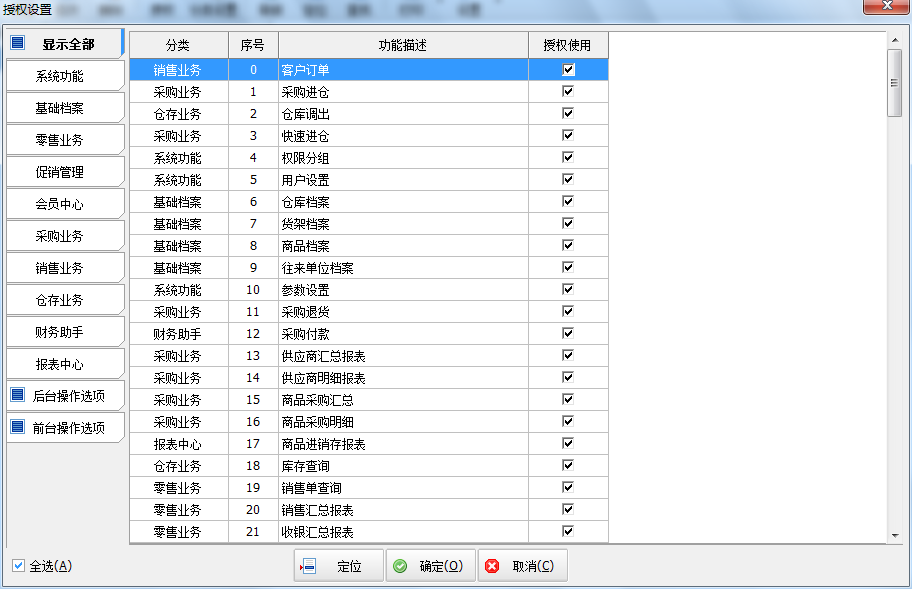 授权设置
显示全部
系统功能
基础档案
零售业务
促销管理
会员中心
采购业务
销售业务
仓存业务
财务助手
报表中心
后台操作选项
前台操作选项
分类 序号 功能描述 授权使用
销售业务 0 客户订单
采购业务 1 采购进仓
仓存业务 2 仓库调出
采购业务 3 快速进仓
系统功能 4 权限分组
系统功能 5 用户设置
基础档案 6 仓库档案
基础档案 7 货架档案
基础档案 8 商品档案
基础档案 9 往来单位档案
系统功能 10 参数设置
采购业务 11 采购退货
财务助手 12 采购付款
采购业务 13 供应商汇总报表
采购业务 14 供应商明细报表
采购业务 15 商品采购汇总
采购业务 16 商品采购明细
报表中心 17 商品进销存报表
仓存业务 18 库存查询
零售业务 19 销售单查询
零售业务 20 销售汇总报表
零售业务 21 收银汇总报表
全选(A) 定位 确定(O) 取消(C)